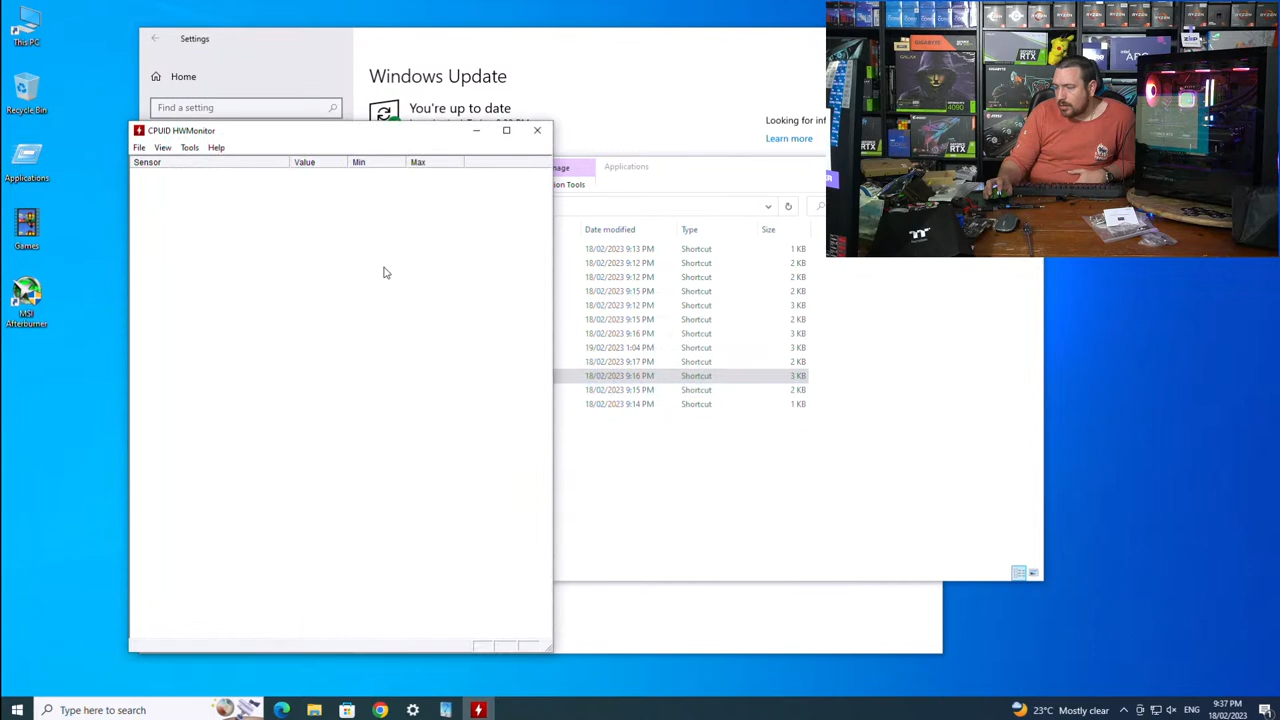 This PC
Recycle Bin
Applications
Games
MSI
Afterburner
Settings
Home
Find a setting
Windows Update
You're up to date
Looking for inf
Learn more
CPUID HWMonitor
File View Tools Help
Sensor Value Min Max
Applications
Date modified Type Size
18/02/2023 9:13 PM Shortcut 1 KB
18/02/2023 9:12 PM Shortcut 2 KB
18/02/2023 9:12 PM Shortcut 2 KB
18/02/2023 9:15 PM Shortcut 2 KB
18/02/2023 9:12 PM Shortcut 3 KB
18/02/2023 9:15 PM Shortcut 2 KB
18/02/2023 9:16 PM Shortcut 3 KB
19/02/2023 1:04 PM Shortcut 3 KB
18/02/2023 9:17 PM Shortcut 2 KB
18/02/2023 9:16 PM Shortcut 3 KB
18/02/2023 9:15 PM Shortcut 2 KB
18/02/2023 9:14 PM Shortcut 1 KB
GIGABYTE
RTX
4090
RYZEN
ARC
Type here to search
23°C Mostly clear
ENG
9:37 PM
18/02/2023